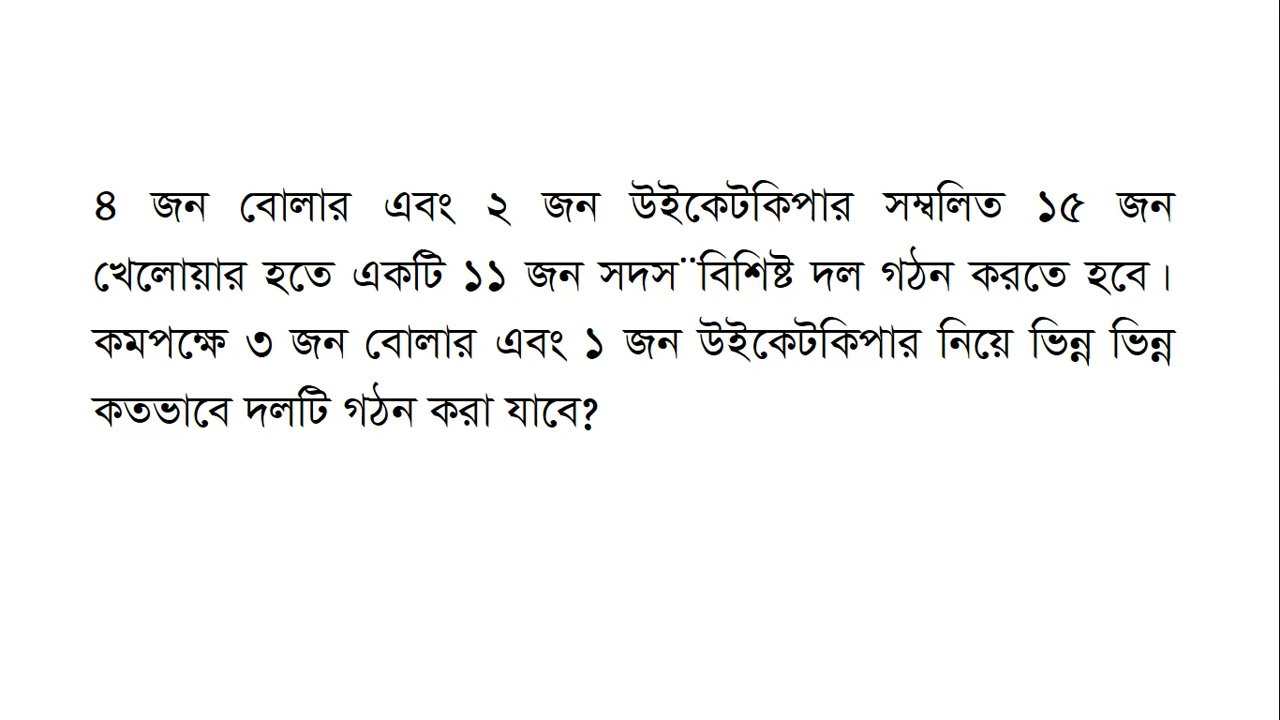 ৪ জন বোলার এবং ২ জন উইকেটকিপার সম্বলিত ১৫ জন
খেলোয়ার হতে একটি ১১ জন সদস¨বিশিষ্ট দল গঠন করতে হবে।
কমপক্ষে ৩ জন বোলার এবং ১ জন উইকেটকিপার নিয়ে ভিন্ন ভিন্ন
কতভাবে দলটি গঠন করা যাবে?